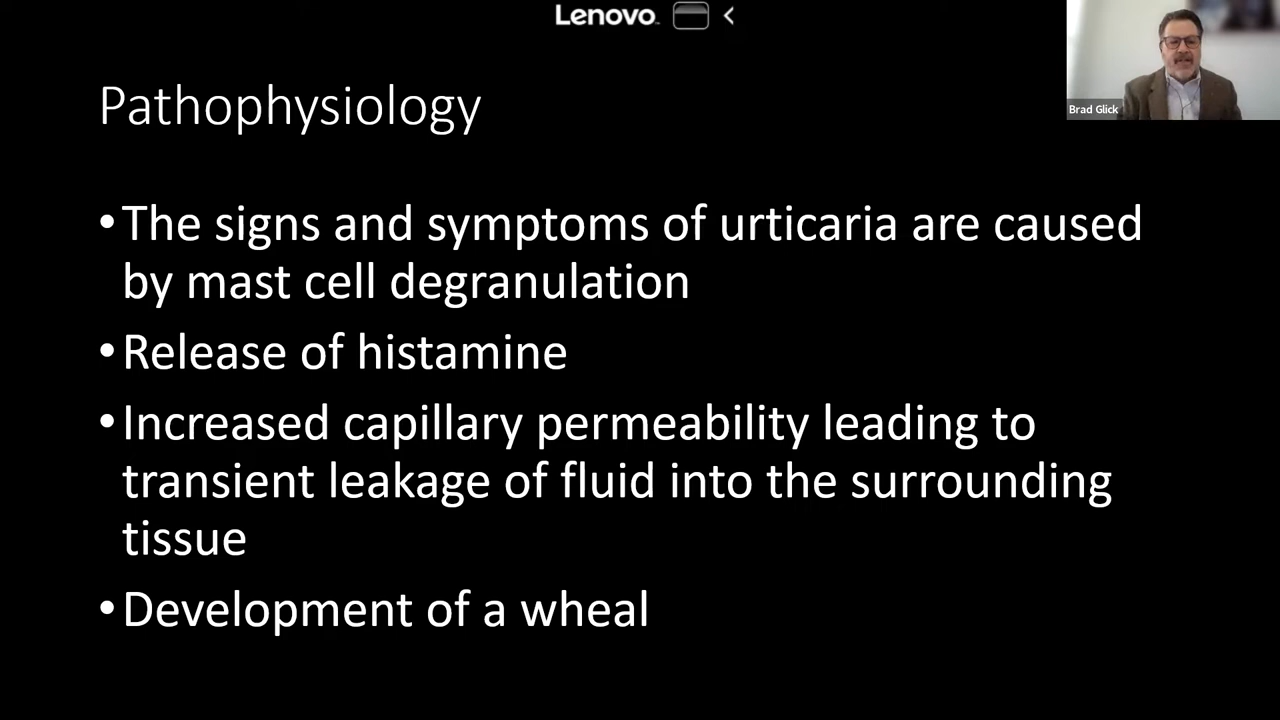 Lenovo
Brad Glick
Pathophysiology
•The signs and symptoms of urticaria are caused
by mast cell degranulation
•Release of histamine
•Increased capillary permeability leading to
transient leakage of fluid into the surrounding
tissue
•Development of a wheal